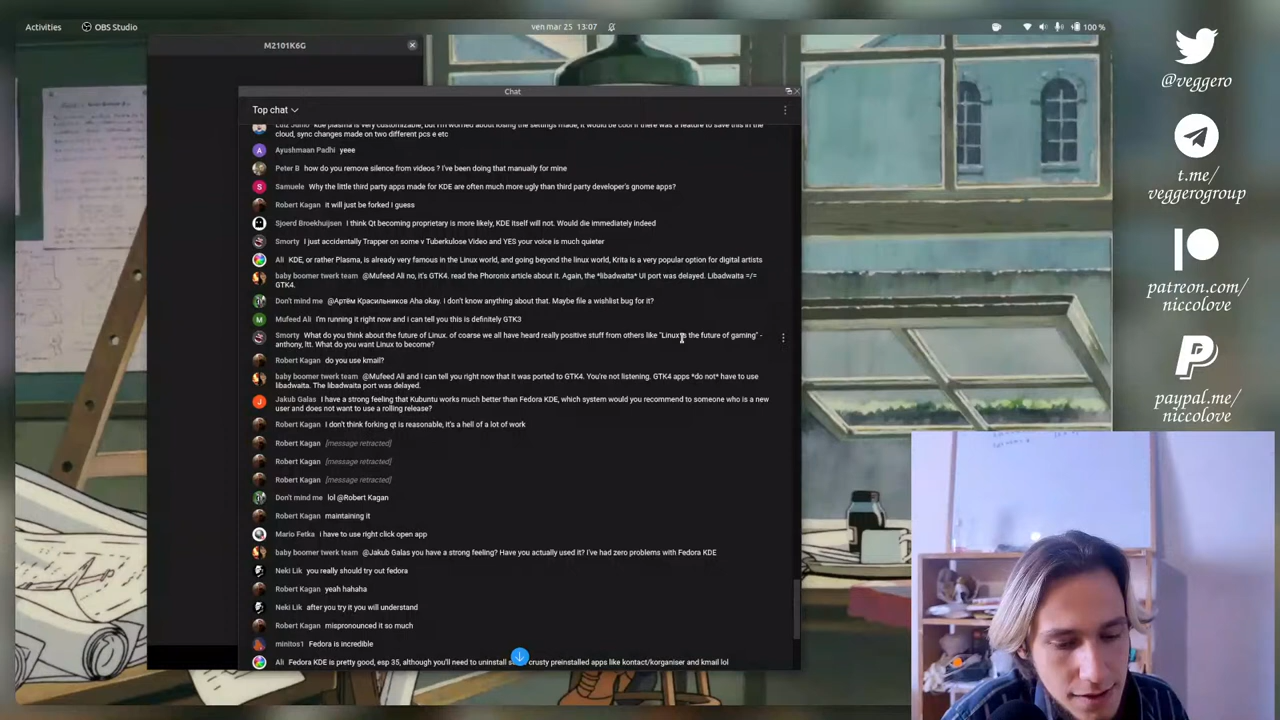 Activities
OBS Studio
ven mar 25 13:07
100 %
M2101K6G
Chat
Top chat
cloud, sync changes made on two different pcs e etc
Ayushmaan Padhi yeee
Peter B how do you remove silence from videos ? I've been doing that manually for mine
Samuele Why the little third party apps made for KDE are often much more ugly than third party developer's gnome apps?
Robert Kagan it will just be forked I guess
Sjoerd Broekhuijsen I think Qt becoming proprietary is more likely, KDE itself will not. Would die immediately indeed
Smorty I just accidentally Trapper on some v Tuberkulose Video and YES your voice is much quieter
Ali KDE, or rather Plasma, is already very famous in the Linux world, and going beyond the linux world, Krita is a very popular option for digital artists
baby boomer twerk team @Mufeed Ali no, it's GTK4. read the Phoronix article about it. Again, the *libadwaita* UI port was delayed. Libadwaita =/=
GTK4.
Don't mind me @Артём Красильников Aha okay. I don't know anything about that. Maybe file a wishlist bug for it?
Mufeed Ali I'm running it right now and I can tell you this is definitely GTK3
Smorty What do you think about the future of Linux. of coarse we all have heard really positive stuff from others like "Linux is the future of gaming" -
anthony, ltt. What do you want Linux to become?
Robert Kagan do you use kmail?
baby boomer twerk team @Mufeed Ali and I can tell you right now that it was ported to GTK4. You're not listening. GTK4 apps *do not* have to use
libadwaita. The libadwaita port was delayed.
Jakub Galas I have a strong feeling that Kubuntu works much better than Fedora KDE, which system would you recommend to someone who is a new
user and does not want to use a rolling release?
Robert Kagan I don't think forking qt is reasonable, it's a hell of a lot of work
Robert Kagan [message retracted]
Robert Kagan [message retracted]
Robert Kagan [message retracted]
Don't mind me lol @Robert Kagan
Robert Kagan maintaining it
Mario Fetka i have to use right click open app
baby boomer twerk team @Jakub Galas you have a strong feeling? Have you actually used it? I've had zero problems with Fedora KDE
Neki Lik you really should try out fedora
Robert Kagan yeah hahaha
Neki Lik after you try it you will understand
Robert Kagan mispronounced it so much
minitos1 Fedora is incredible
Ali Fedora KDE is pretty good, esp 35, although you'll need to uninstall crusty preinstalled apps like kontact/korganiser and kmail lol
@veggero
t.me/
veggerogroup
patreon.com/
niccolove
paypal.me/
niccolove